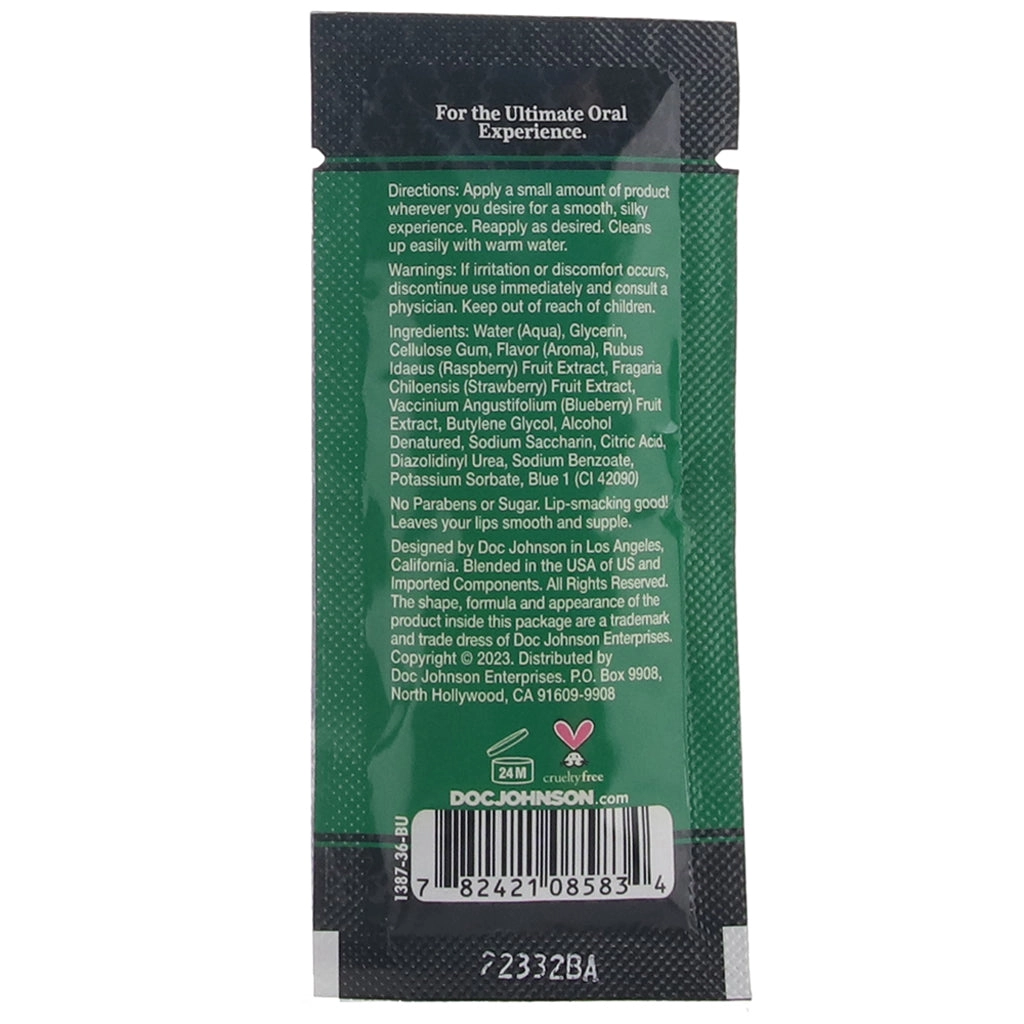 For the Ultimate Oral
Experience.
Directions: Apply a small amount of product
wherever you desire for a smooth, silky
experience. Reapply as desired. Cleans
up easily with warm water.
Warnings: If irritation or discomfort occurs,
discontinue use immediately and consult a
physician. Keep out of reach of children.
Ingredients: Water (Aqua), Glycerin,
Cellulose Gum, Flavor (Aroma), Rubus
Idaeus (Raspberry) Fruit Extract, Fragaria
Chiloensis (Strawberry) Fruit Extract,
Vaccinium Angustifolium (Blueberry) Fruit
Extract, Butylene Glycol, Alcohol
Denatured, Sodium Saccharin, Citric Acid,
Diazolidinyl Urea, Sodium Benzoate,
Potassium Sorbate, Blue 1 (CI 42090)
No Parabens or Sugar. Lip-smacking good!
Leaves your lips smooth and supple.
Designed by Doc Johnson in Los Angeles,
California. Blended in the USA of US and
Imported Components. All Rights Reserved.
The shape, formula and appearance of the
product inside this package are a trademark
and trade dress of Doc Johnson Enterprises.
Copyright © 2023. Distributed by
Doc Johnson Enterprises. P.O. Box 9908,
North Hollywood, CA 91609-9908
24M
crueltyfree
DOCJOHNSON.com
1387-36-BU
7 82421 08583 4
72332BA